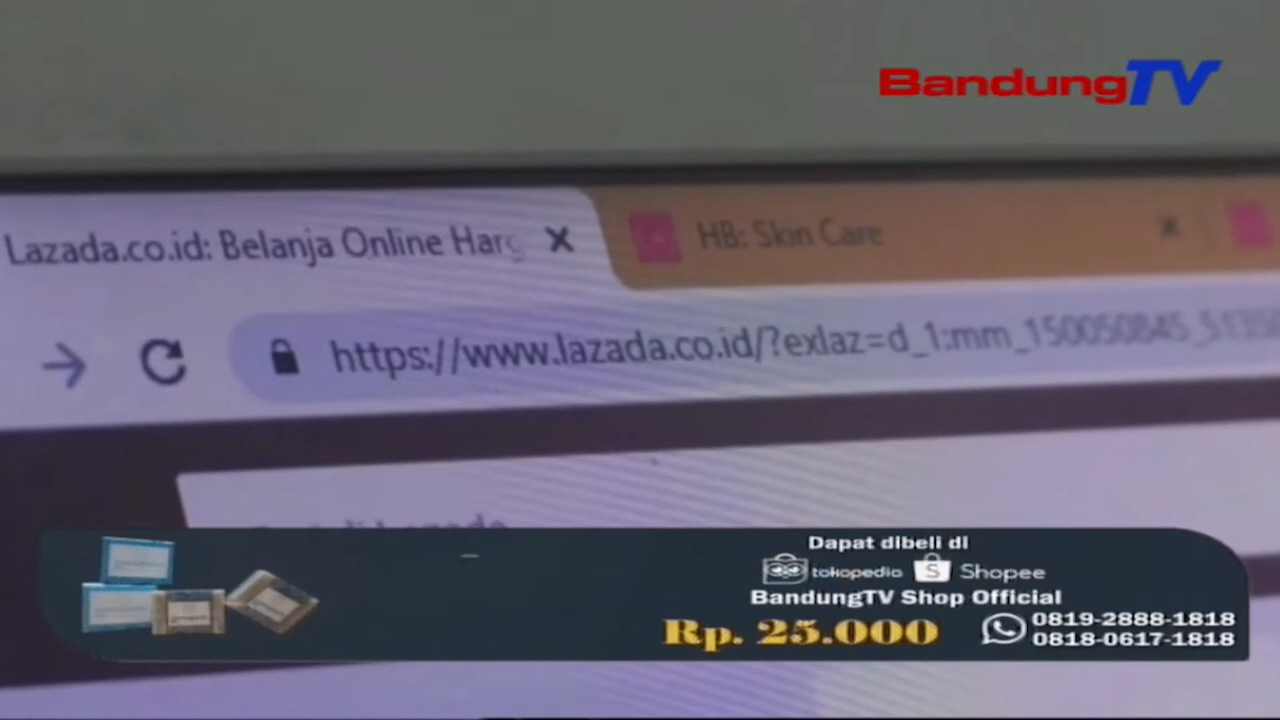 BandungTV
Lazada.co.id: Belanja Online Harg
HB: Skin Care
https://www.lazada.co.id/?exlaz=d_1:mm_150050845_5135
Dapat dibeli di
tokopedia Shopee
BandungTV Shop Official
Rp. 25.000
0819-2888-1818
0818-0617-1818